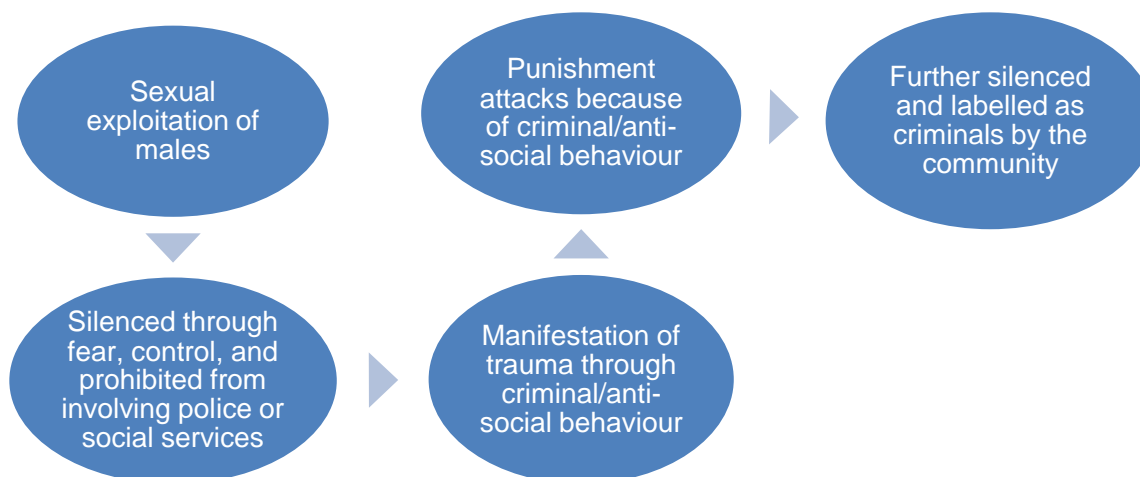 Sexual
exploitation of
males
Silenced through
fear, control, and
prohibited from
involving police or
social services
Manifestation of
trauma through
criminal/anti-
social behaviour
Punishment
attacks because
of criminal/anti-
social behaviour
Further silenced
and labelled as
criminals by the
community